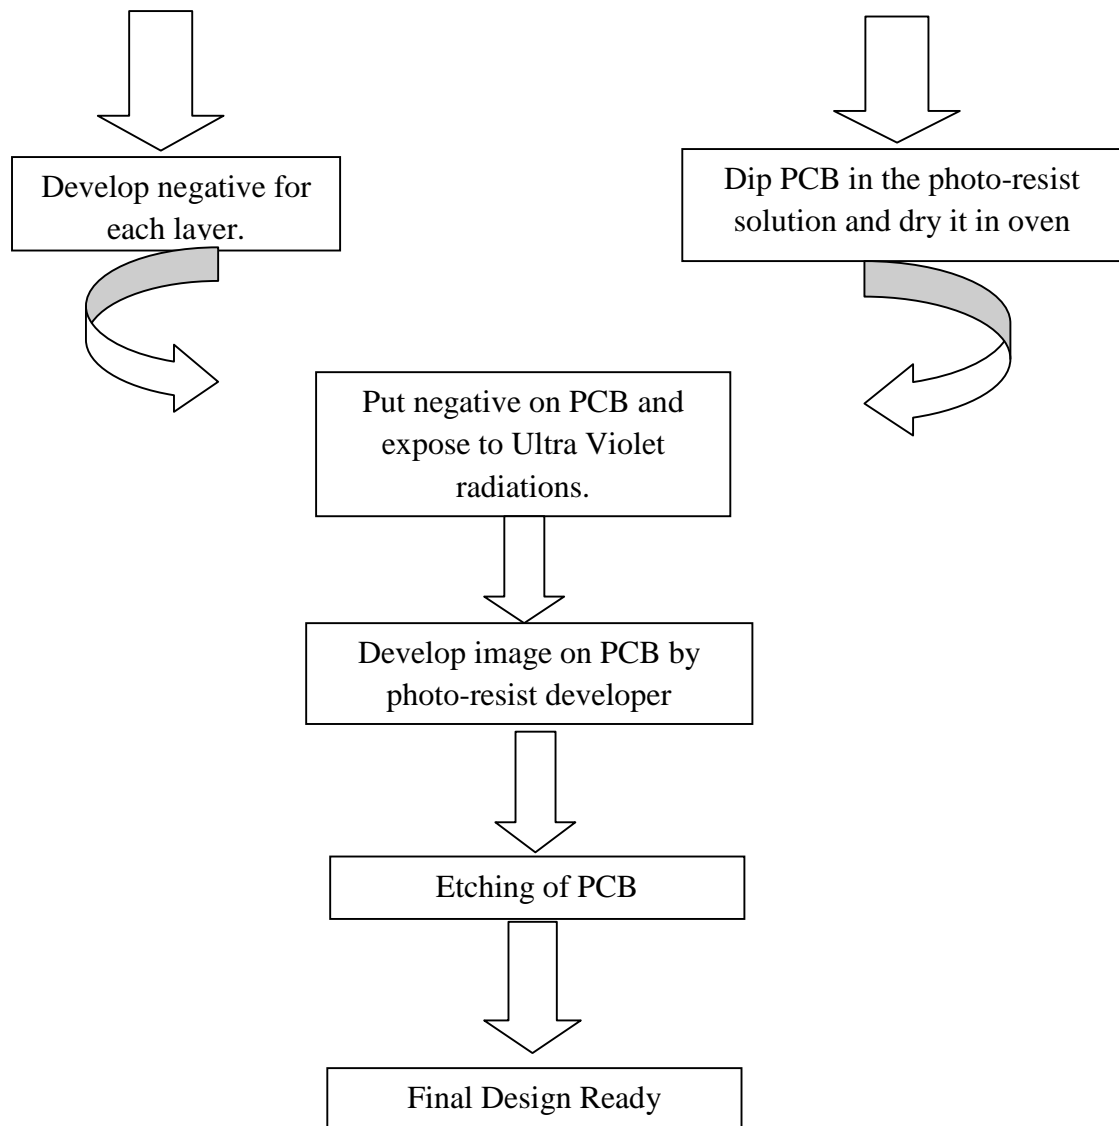 Develop negative for
each layer.
Dip PCB in the photo-resist
solution and dry it in oven
Put negative on PCB and
expose to Ultra Violet
radiations.
Develop image on PCB by
photo-resist developer
Etching of PCB
Final Design Ready